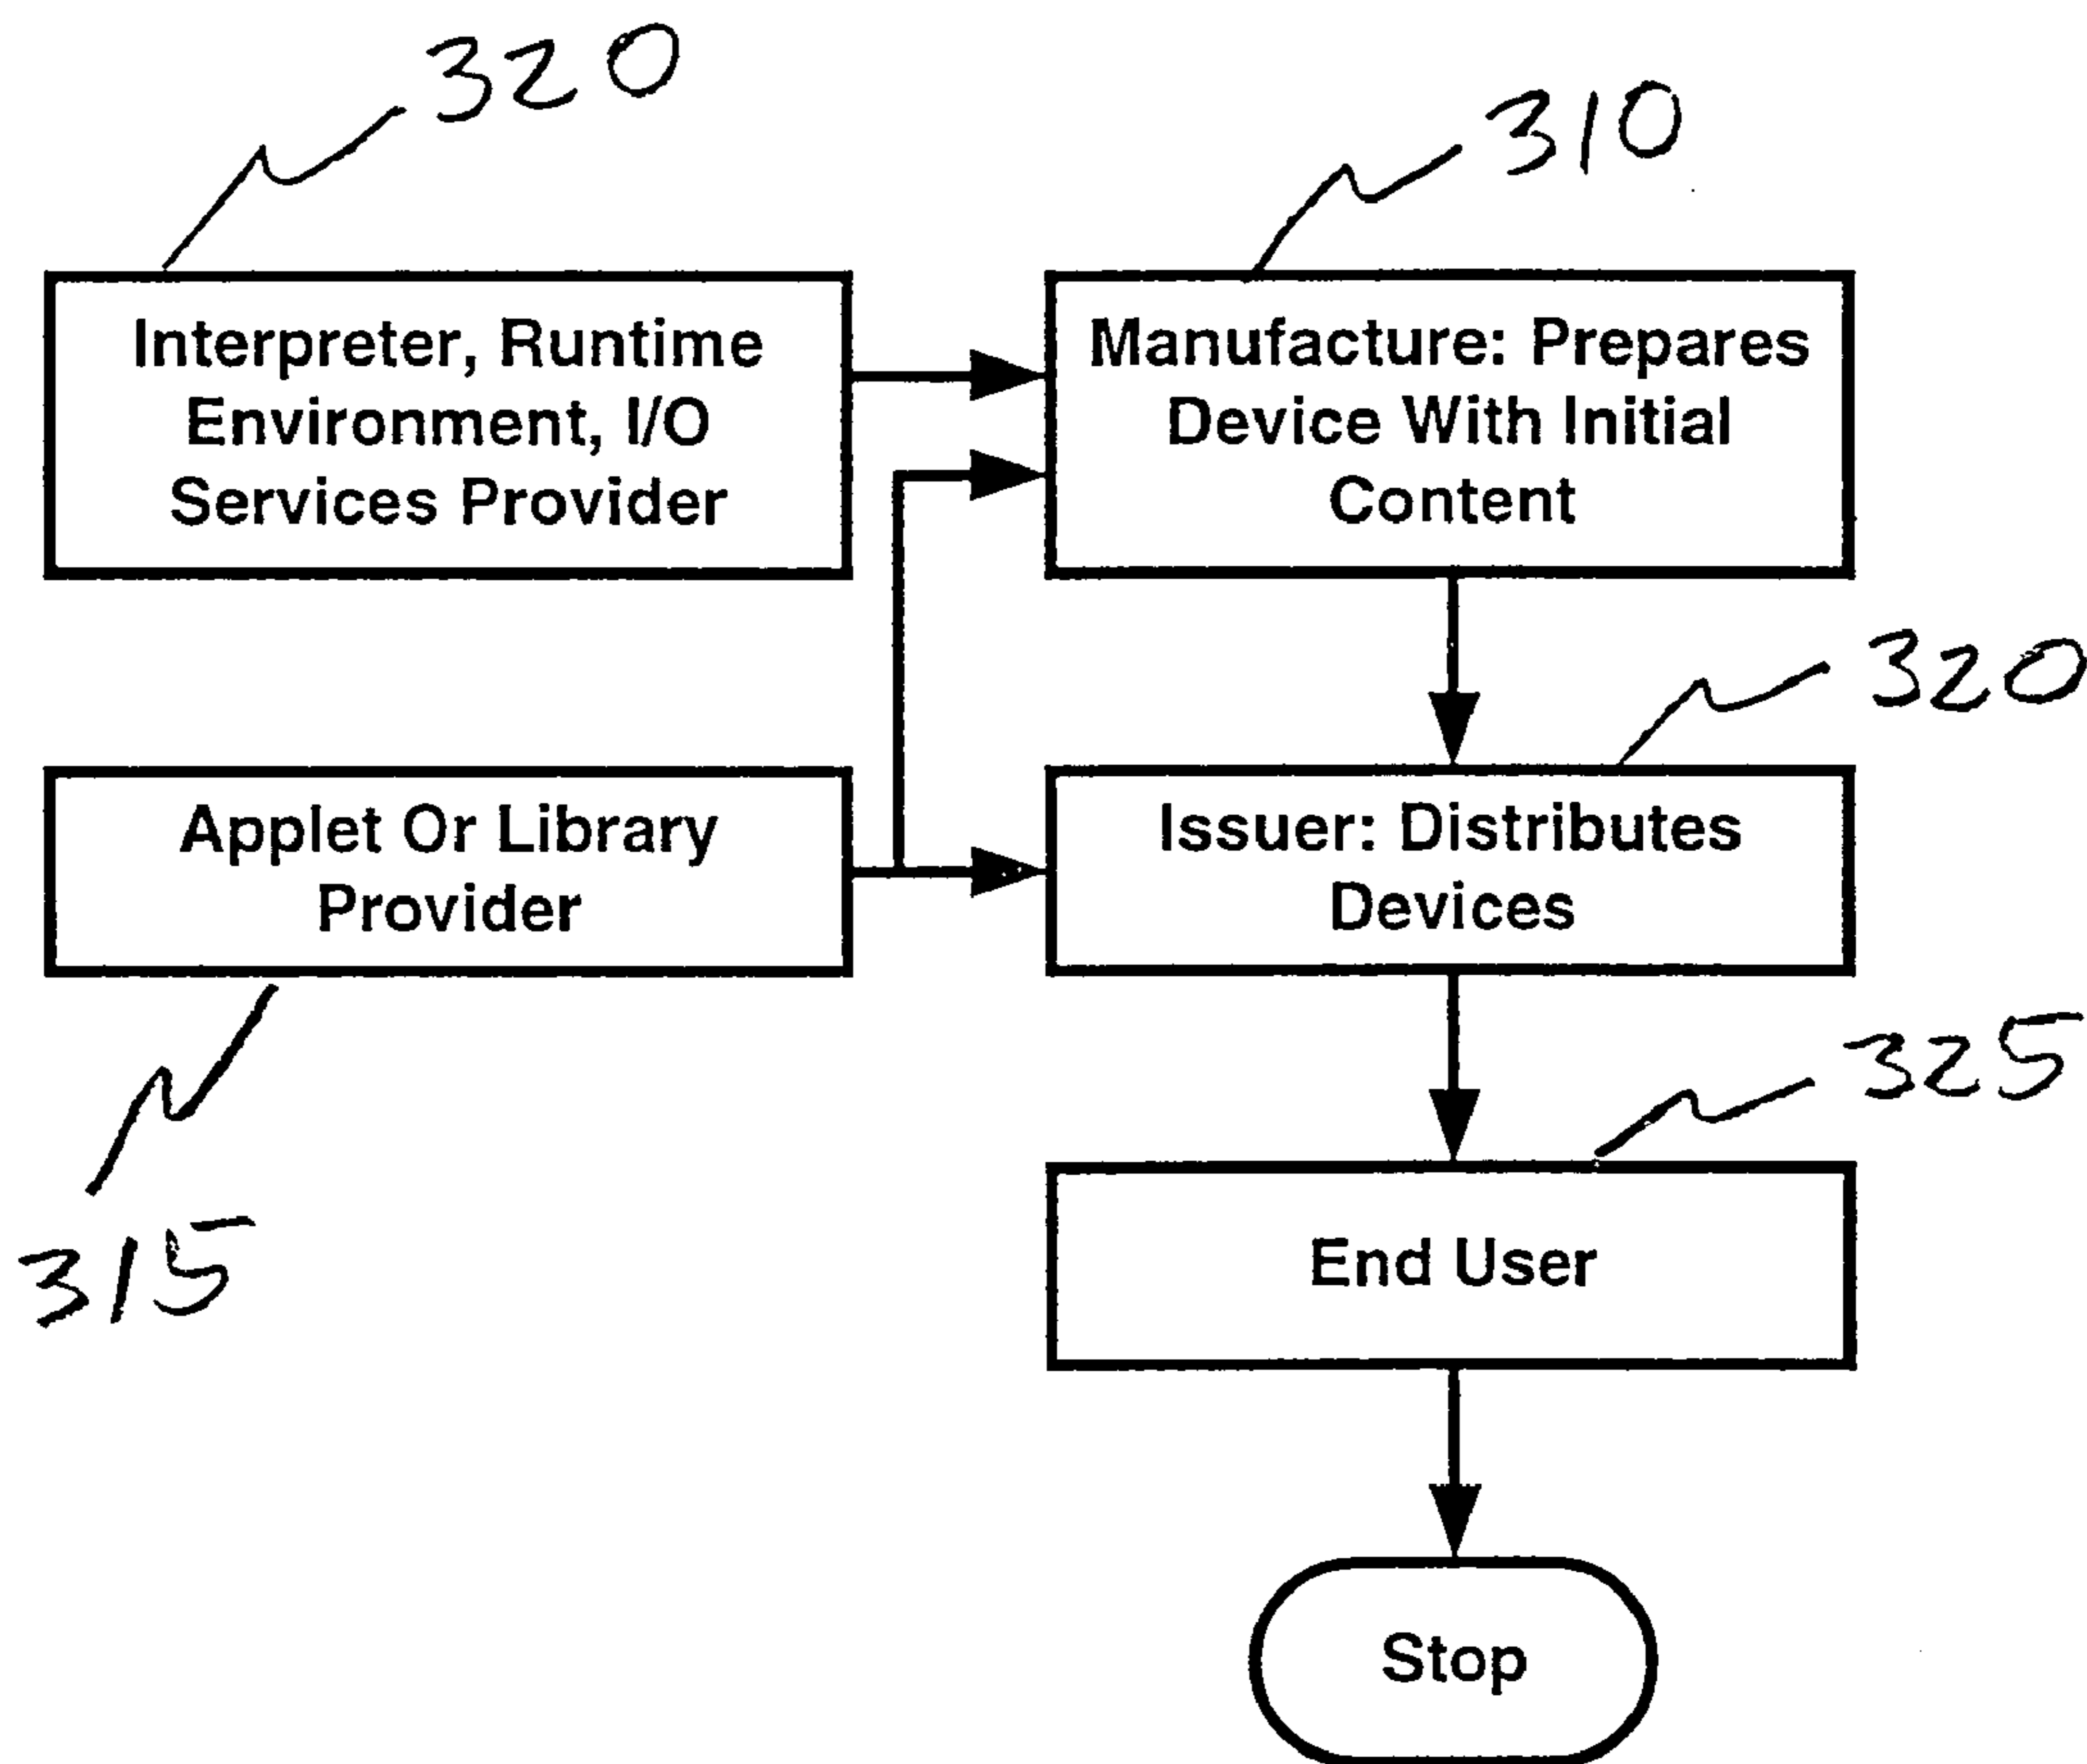 320
310
Interpreter, Runtime
Environment, I/O
Services Provider
Manufacture: Prepares
Device With Initial
Content
320
Applet Or Library
Provider
Issuer: Distributes
Devices
315
325
End User
Stop